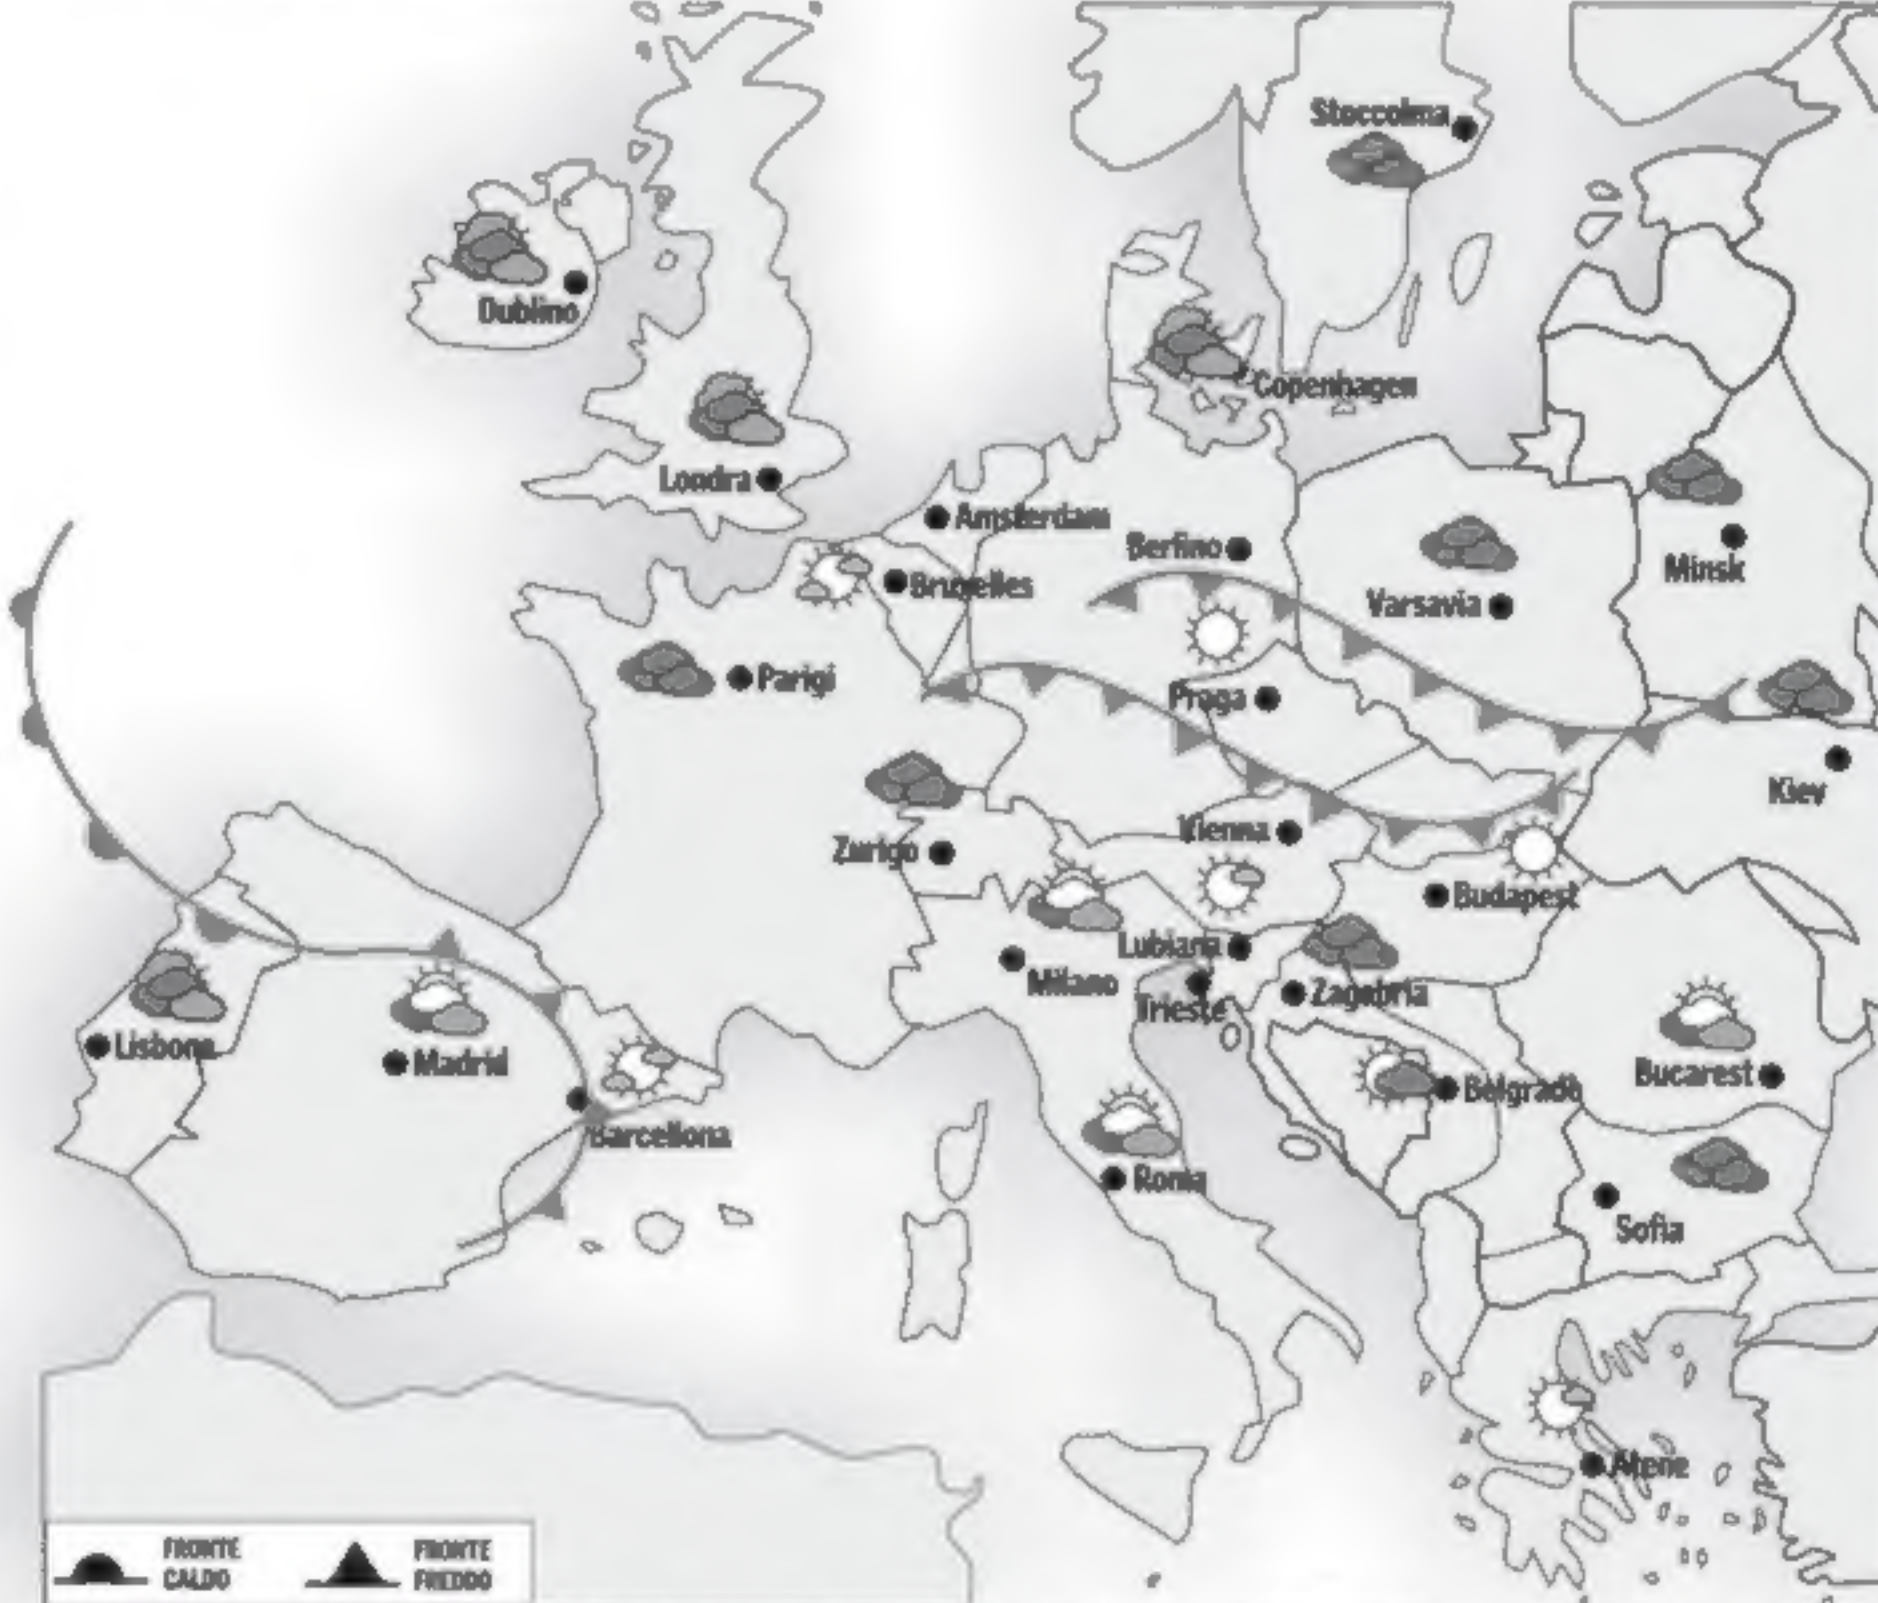 Stoccolma
Dublino
Copenhagen
Londra
Amsterdam
Berlino
Minsk
Bruxelles
Varsavia
Parigi
Praga
Kiev
Vienna
Zurigo
Budapest
Lubiana
Milano
Zagabria
Trieste
Lisbona
Madrid
Bucarest
Belgrado
Barcellona
Roma
Sofia
Atene
FRONTE
CALDO
FRONTE
FREDDO